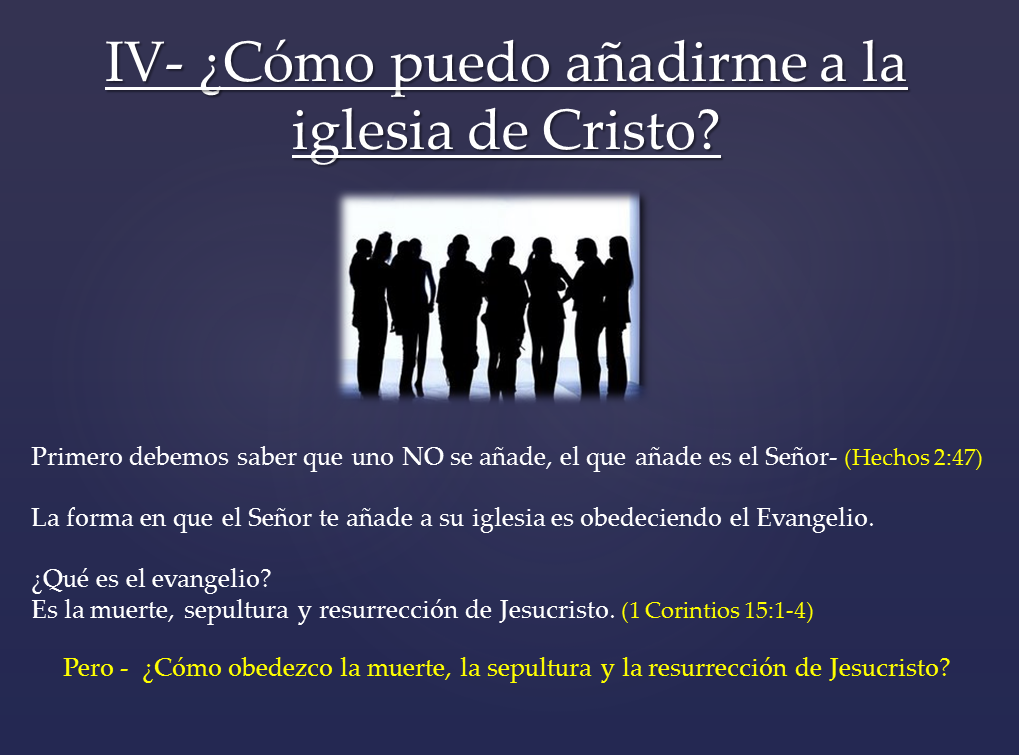 IV- ¿Cómo puedo añadirme a la
iglesia de Cristo?
Primero debemos saber que uno NO se añade, el que añade es el Señor- (Hechos 2:47)
La forma en que el Señor te añade a su iglesia es obedeciendo el Evangelio.
¿Qué es el evangelio?
Es la muerte, sepultura y resurrección de Jesucristo. (1 Corintios 15:1-4)
Pero - ¿Cómo obedezco la muerte, la sepultura y la resurrección de Jesucristo?